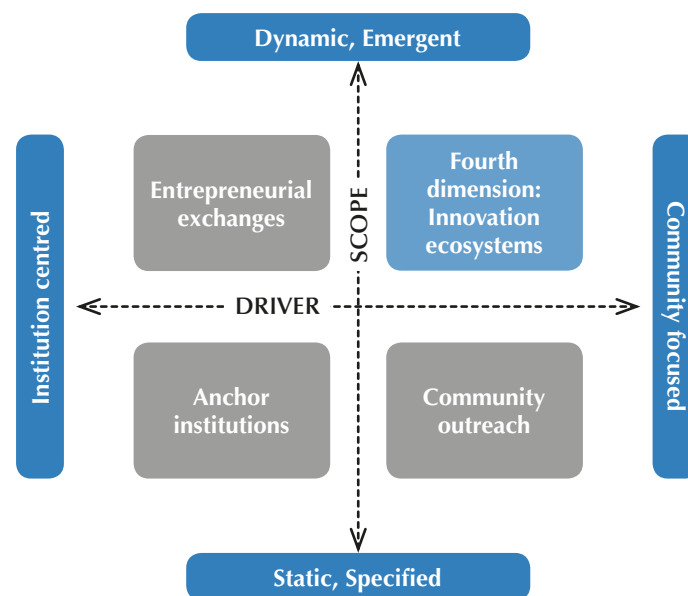 Dynamic, Emergent
Institution centred
Entrepreneurial
exchanges
SCOPE
Fourth
dimension:
Innovation
ecosystems
Community focused
DRIVER
Anchor
institutions
Community
outreach
Static, Specified